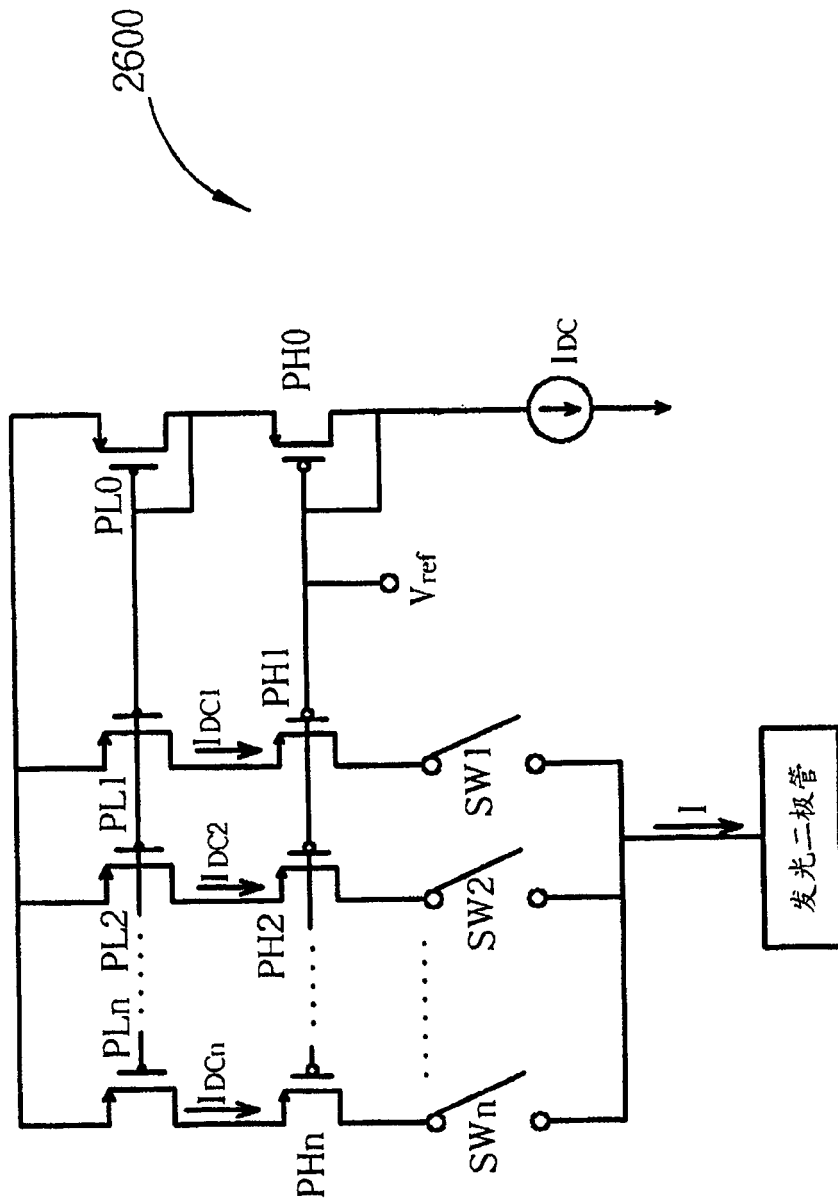 2600
PL0
PL1
PL2
PLn
IDC1
IDC2
IDCn
PH0
PH1
PH2
PHn
Vref
IDC
SW1
SW2
SWn
I
发光二极管